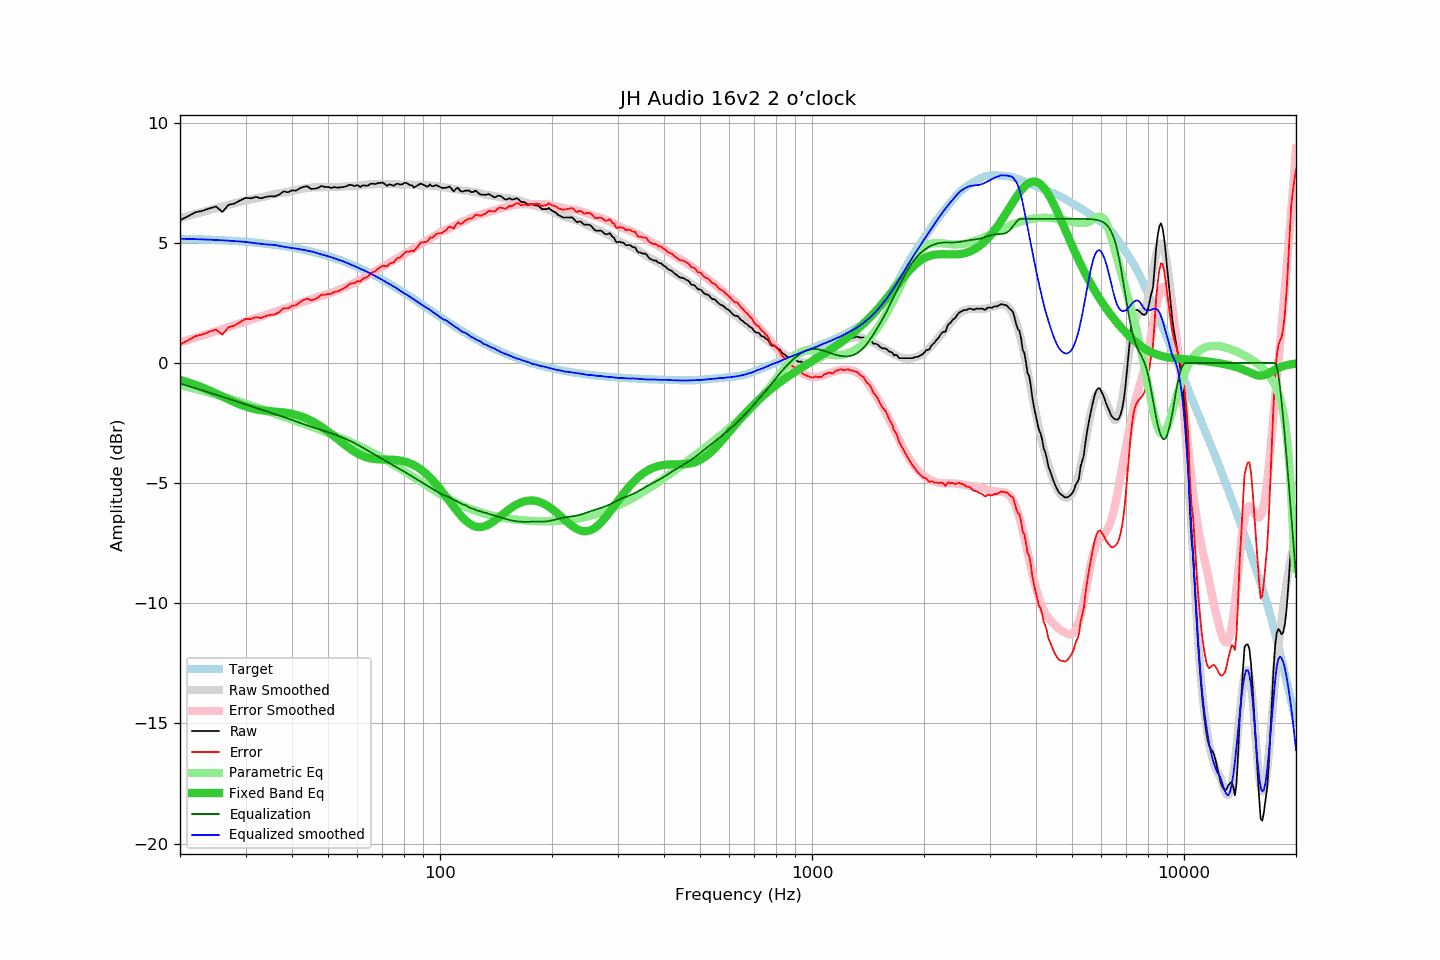 JH Audio 16v2 2 o’clock
Amplitude (dBr)
10
5
0
−5
−10
−15
−20
Target
Raw Smoothed
Error Smoothed
Raw
Error
Parametric Eq
Fixed Band Eq
Equalization
Equalized smoothed
100
1000
10000
Frequency (Hz)